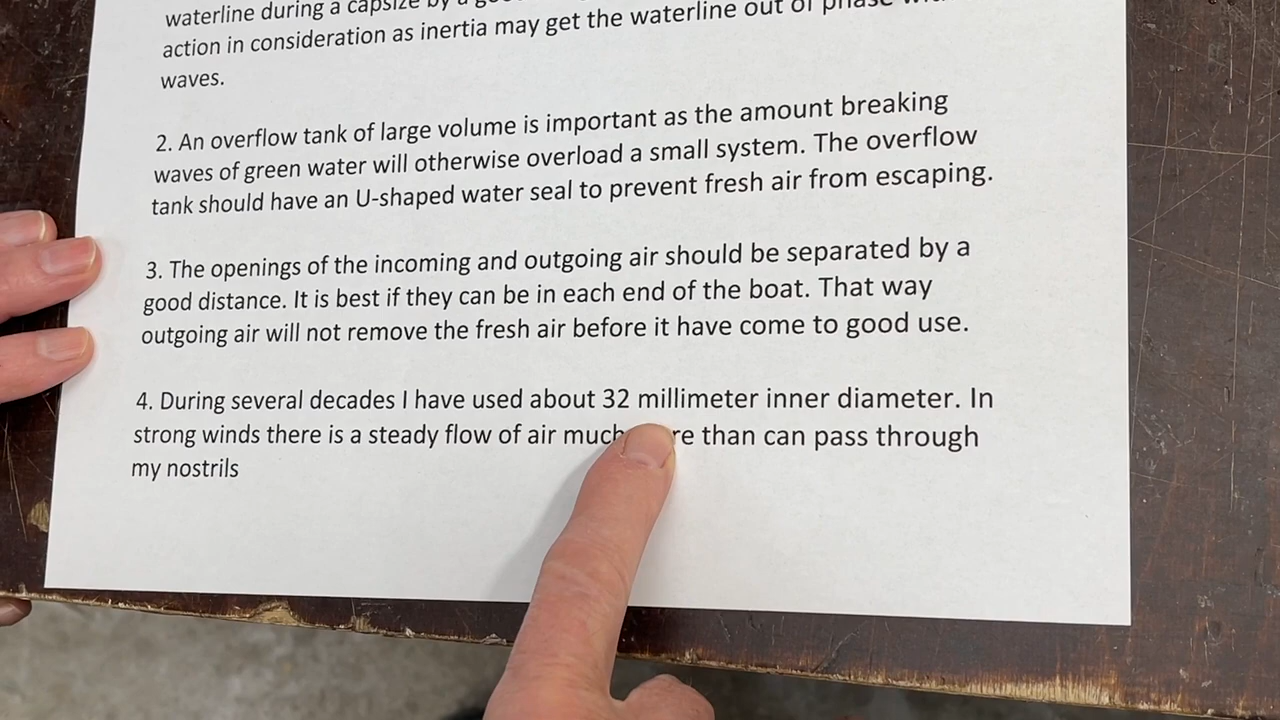 waterline during a capsize by a
action in consideration as inertia may get the waterline out of phase
waves.
2. An overflow tank of large volume is important as the amount breaking
waves of green water will otherwise overload a small system. The overflow
tank should have an U-shaped water seal to prevent fresh air from escaping.
3. The openings of the incoming and outgoing air should be separated by a
good distance. It is best if they can be in each end of the boat. That way
outgoing air will not remove the fresh air before it have come to good use.
4. During several decades I have used about 32 millimeter inner diameter. In
strong winds there is a steady flow of air than can pass through
my nostrils